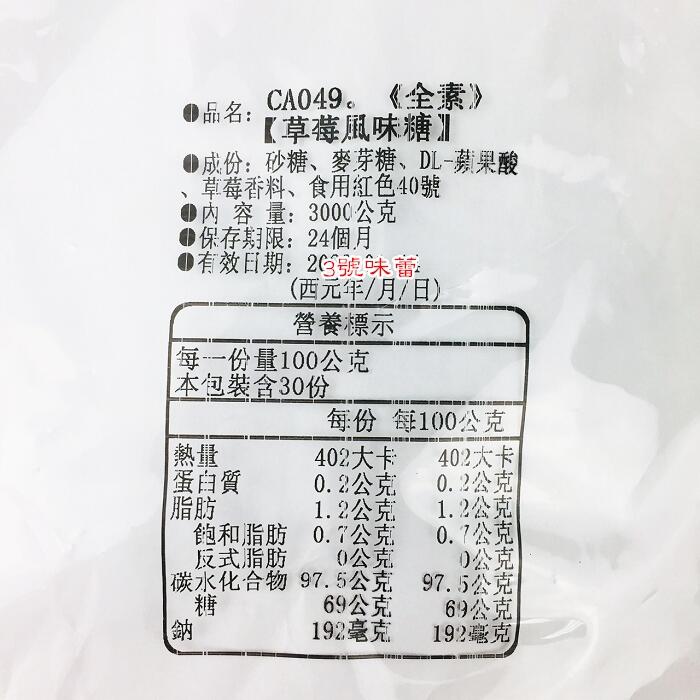 ●品名: CA049。《全素》
【草莓風味糖】
●成份: 砂糖、麥芽糖、DL-蘋果酸
、草莓香料、食用紅色40號
●內 容 量: 3000公克
●保存期限: 24個月
●有效日期:
3號味蕾
(西元年/月/日)
營養標示
每一份量100公克
本包裝含30份
每份 每100公克
熱量 402大卡 402大卡
蛋白質 0.2公克 0.2公克
脂肪 1.2公克 1.2公克
飽和脂肪 0.7公克 0.7公克
反式脂肪 0公克 0公克
碳水化合物 97.5公克 97.5公克
糖 69公克 69公克
鈉 192毫克 192毫克